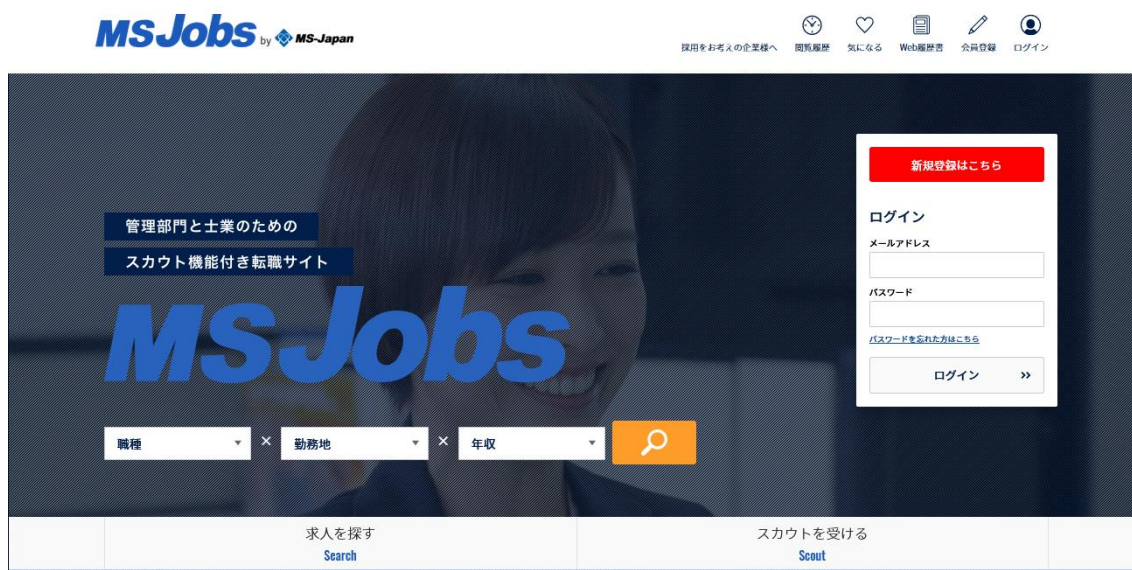 MS Jobs by MS-Japan
採用をお考えの企業様へ
閲覧履歴
気になる
Web履歴書
会員登録
ログイン
新規登録はこちら
管理部門と士業のための
スカウト機能付き転職サイト
MS Jobs
ログイン
メールアドレス
パスワード
パスワードを忘れた方はこちら
ログイン »
職種 × 勤務地 × 年収
求人を探す
Search
スカウトを受ける
Scout